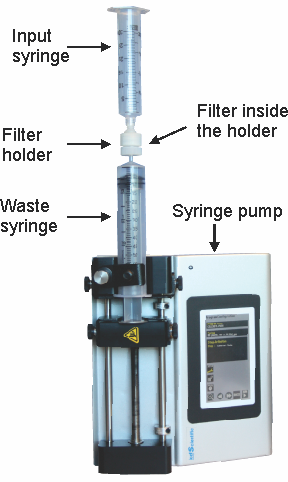 Input
syringe
Filter inside
the holder
Filter
holder
Waste
syringe
Syringe pump